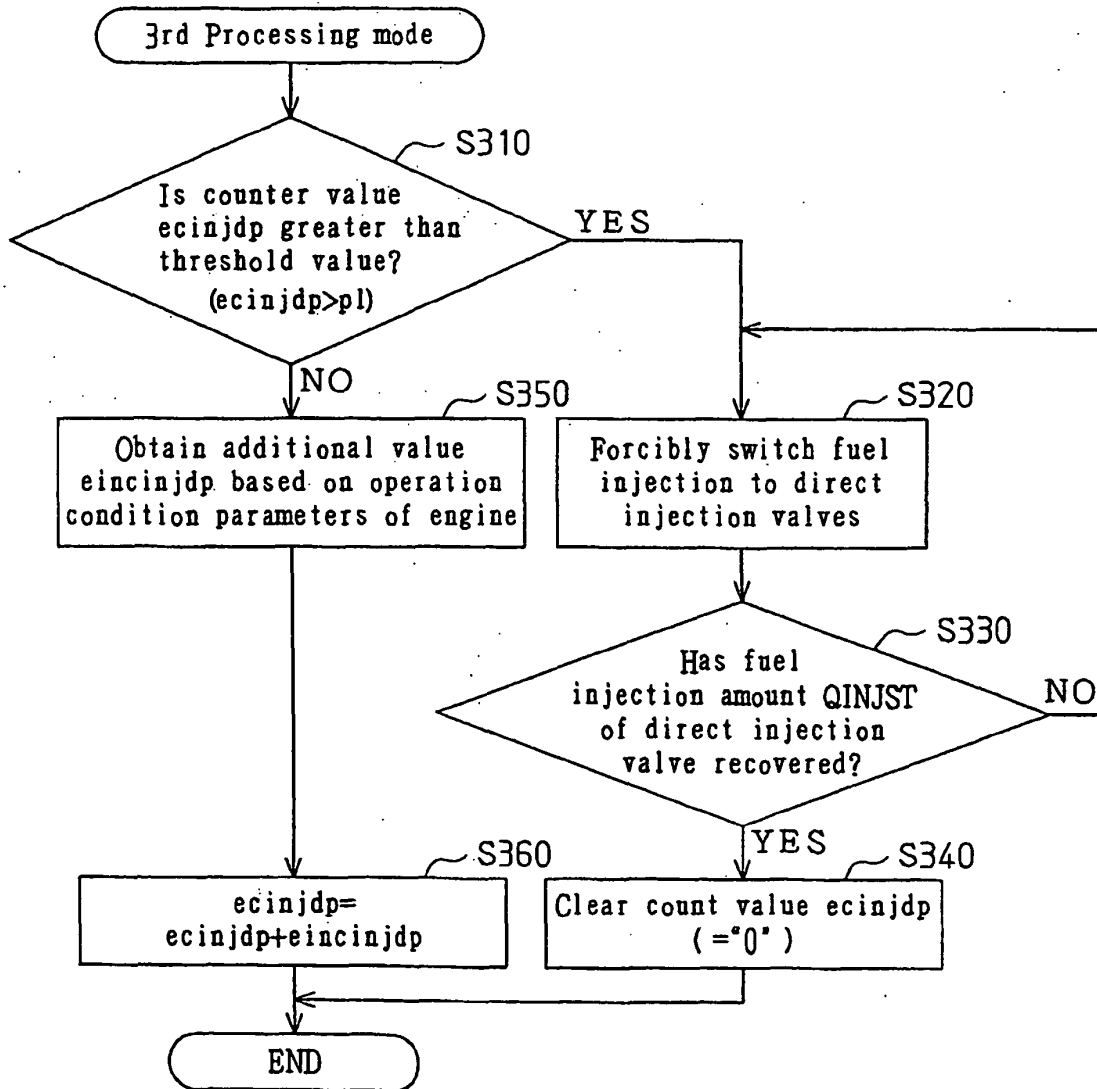 3rd Processing mode
S310
Is counter value
ecinjdp greater than
threshold value?
(ecinjdp>pl)
YES
NO
S350
Obtain additional value
eincinjdp based on operation
condition parameters of engine
S320
Forcibly switch fuel
injection to direct
injection valves
S330
Has fuel
injection amount QINJST
of direct injection
valve recovered?
NO
YES
S360
ecinjdp=
ecinjdp+eincinjdp
S340
Clear count value ecinjdp
(="0")
END